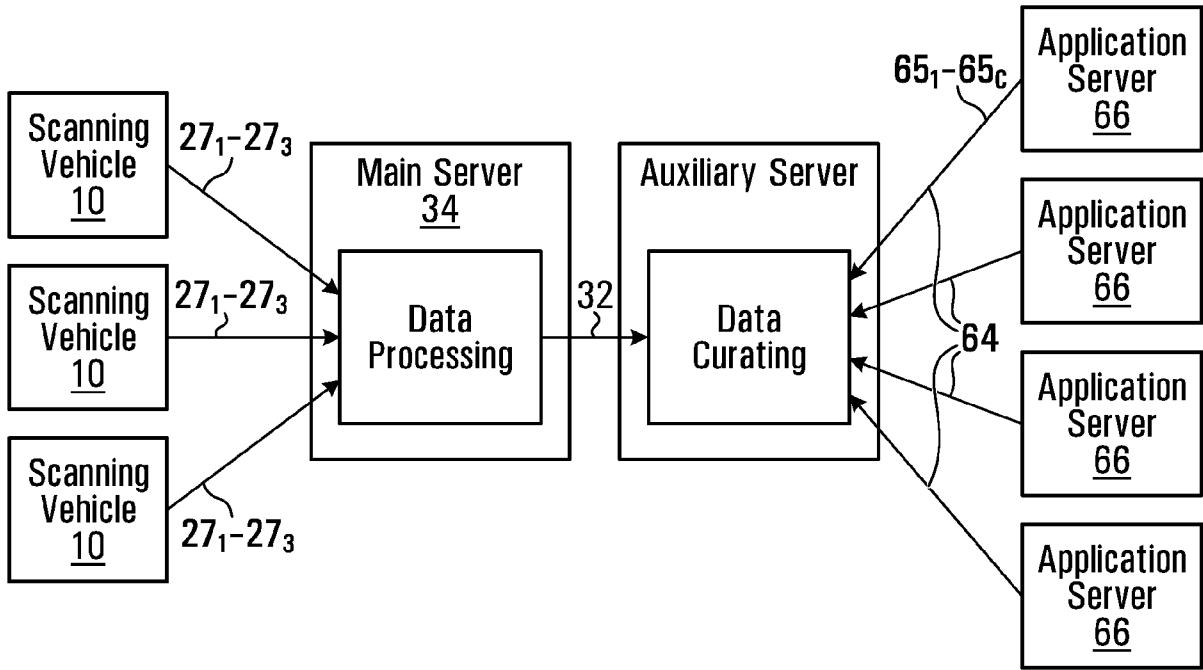 Scanning
Vehicle
10
Scanning
Vehicle
10
Scanning
Vehicle
10
27₁-27₃
27₁-27₃
27₁-27₃
Main Server
34
Data
Processing
32
Auxiliary Server
Data
Curating
65₁-65C
64
Application
Server
66
Application
Server
66
Application
Server
66
Application
Server
66